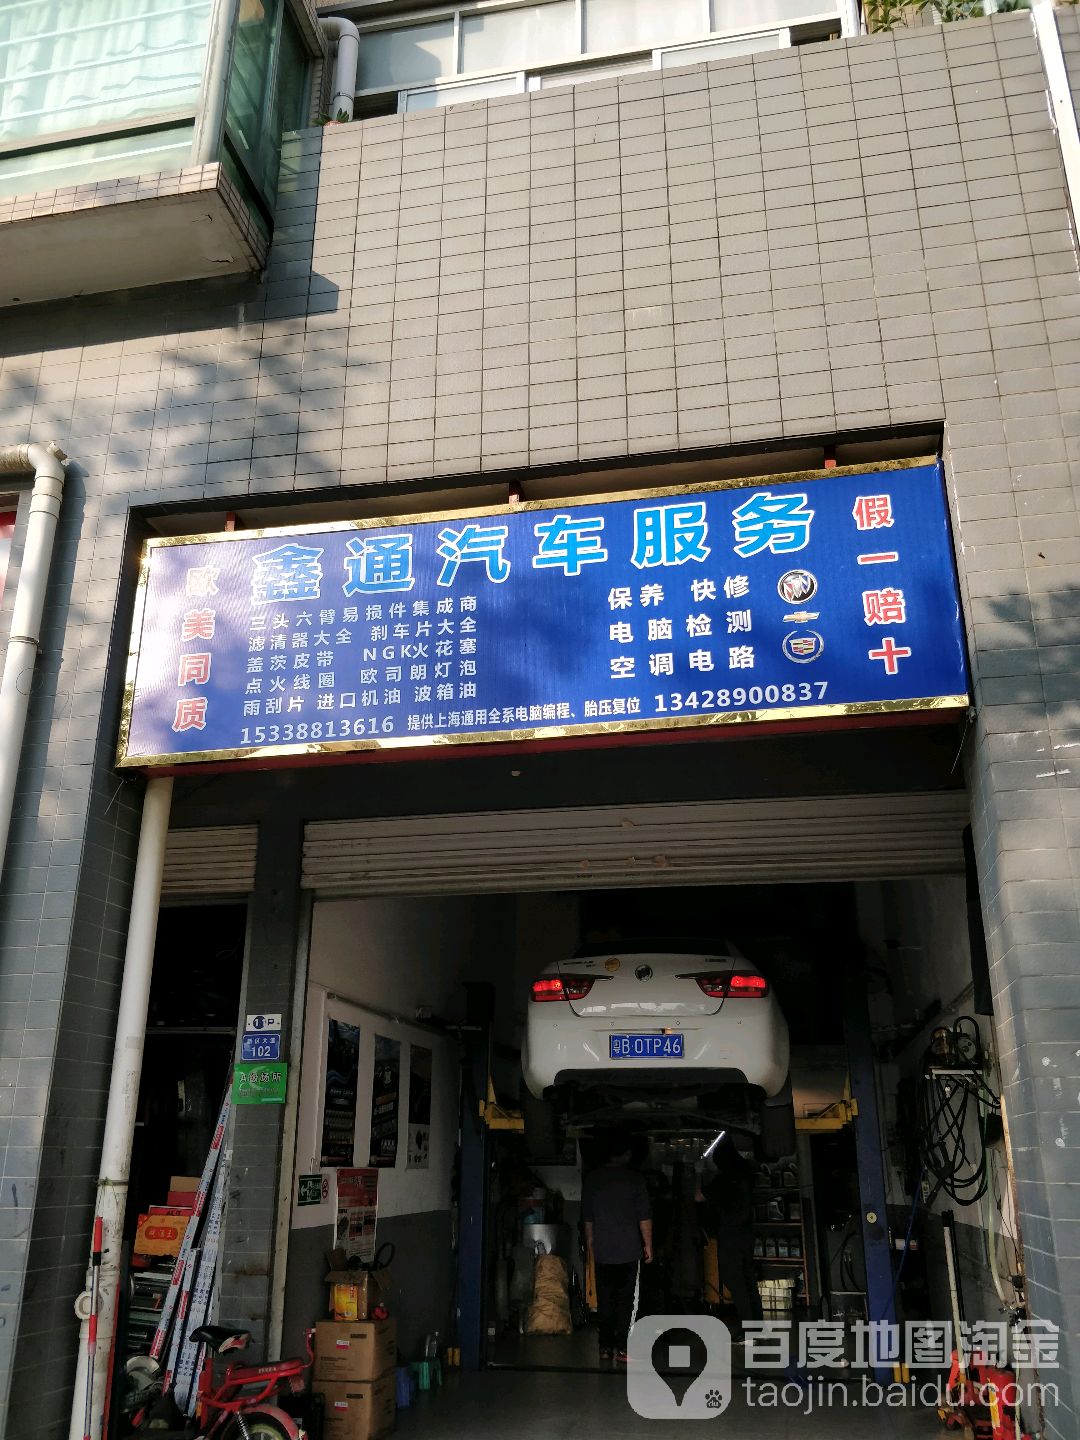 鑫通汽车服务
欧美同质
三头六臂易损件集成商
滤清器大全 刹车片大全
盖茨皮带 NGK火花塞
点火线圈 欧司朗灯泡
雨刮片 进口机油 波箱油
保养 快修
电脑检测
空调电路
假一赔十
15338813616 提供上海通用全系电脑编程、胎压复位 13428900837
11P
102
A级场所
粤B·0TP46
百度地图淘金
taojin.baidu.com